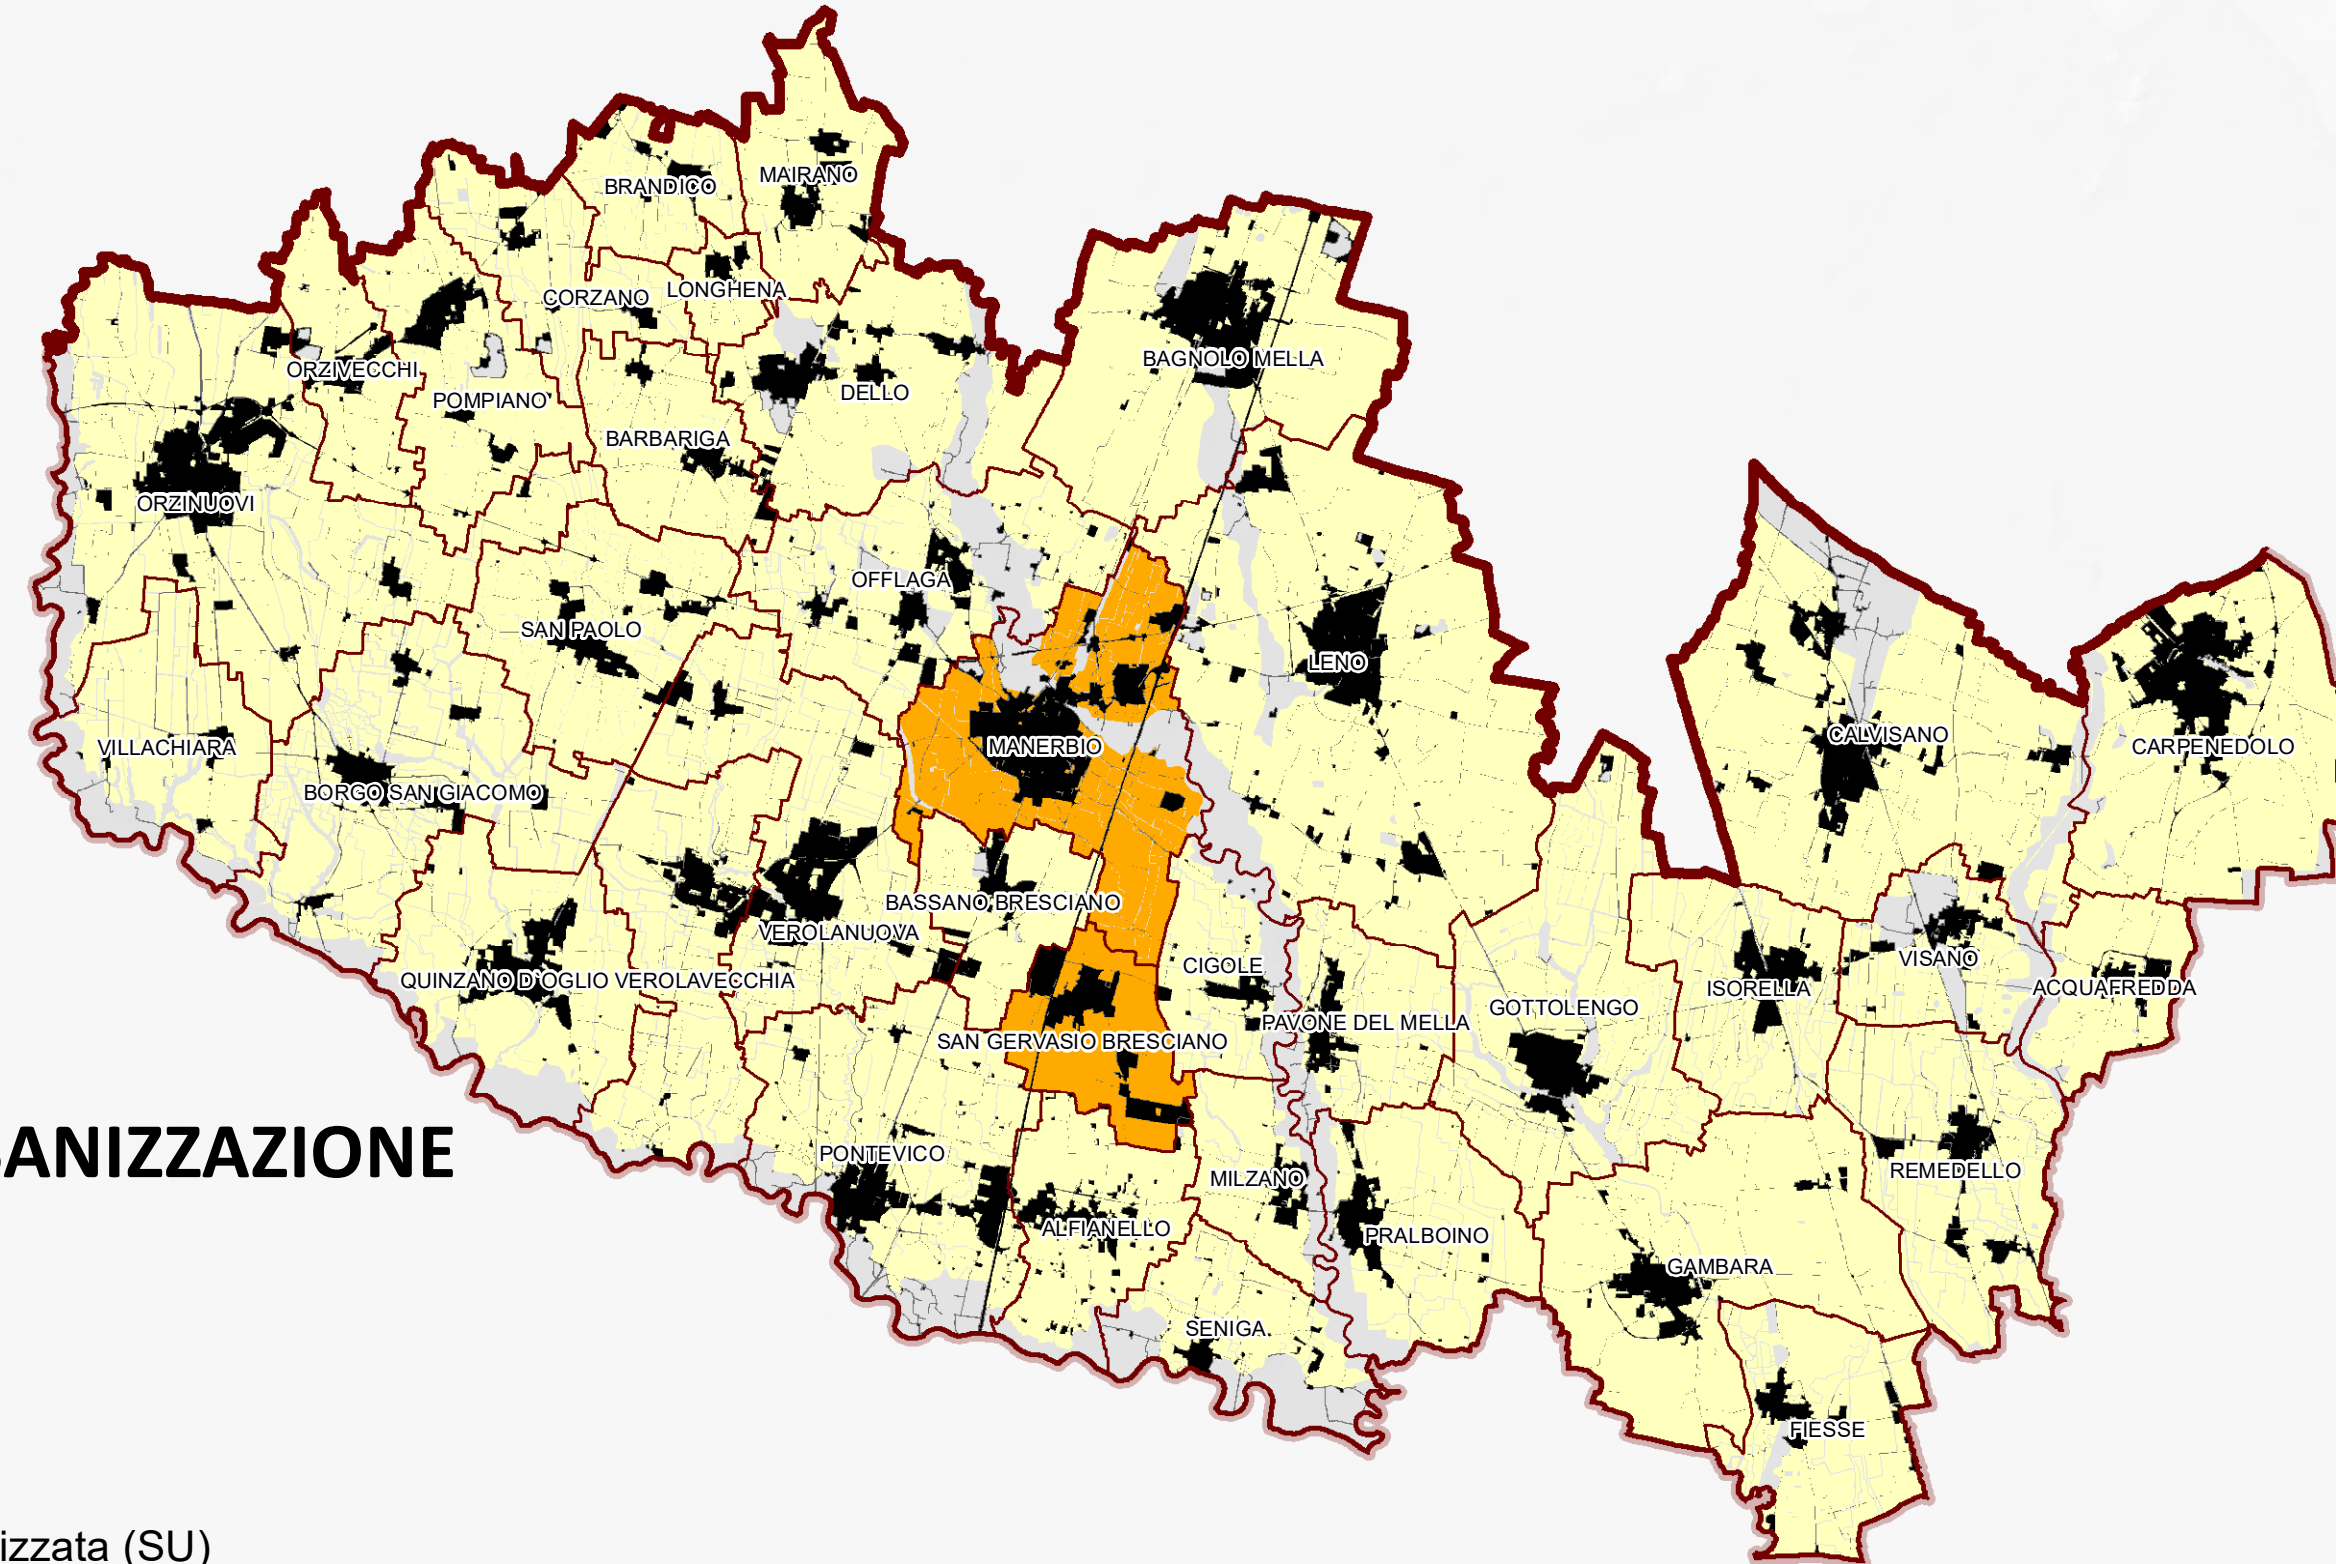 MAIRANO
BRANDICO
LONGHENA
CORZANO
BAGNOLO MELLA
ORZIVECCHI
DELLO
POMPIANO
BARBARIGA
ORZINUOVI
OFFLAGA
SAN PAOLO
LENO
CALVISANO
MANERBIO
VILLACHIARA
CARPENEDOLO
BORGO SAN GIACOMO
BASSANO BRESCIANO
VEROLANUOVA
VISANO
CIGOLE
QUINZANO D`OGLIO
VEROLAVECCHIA
ISORELLA
ACQUAFREDDA
GOTTOLENGO
PAVONE DEL MELLA
SAN GERVASIO BRESCIANO
ANIZZAZIONE
PONTEVICO
REMEDELLO
MILZANO
ALFIANELLO
PRALBOINO
GAMBARA
SENIGA
FIESSE
izzata (SU)